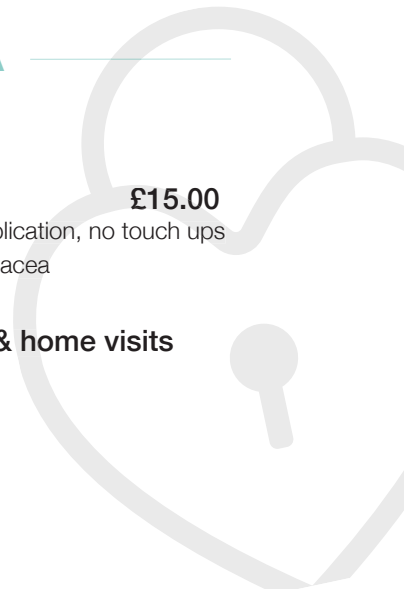 £15.00
plication, no touch ups
acea
& home visits